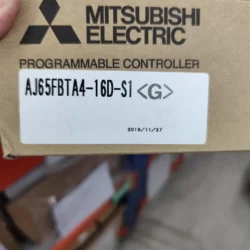 MITSUBISHI
ELECTRIC
PROGRAMMABLE CONTROLLER
AJ65FBTA4-16D-S1 <G>
2019/11/27